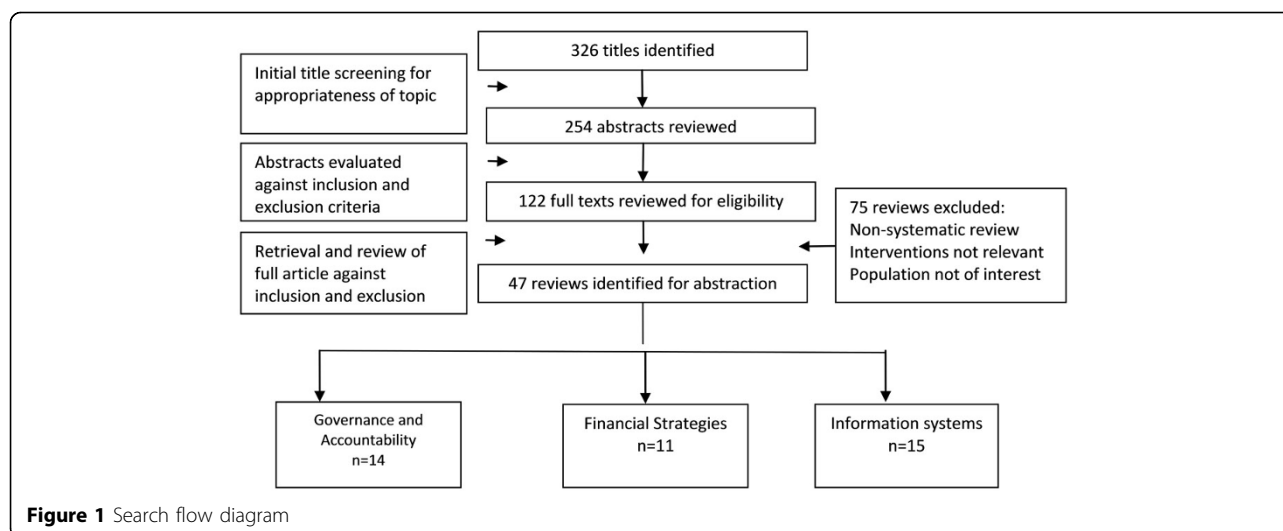 326 titles identified
Initial title screening for
appropriateness of topic
254 abstracts reviewed
Abstracts evaluated
against inclusion and
exclusion criteria
122 full texts reviewed for eligibility
75 reviews excluded:
Non-systematic review
Interventions not relevant
Population not of interest
Retrieval and review of
full article against
inclusion and exclusion
47 reviews identified for abstraction
Governance and
Accountability
n=14
Financial Strategies
n=11
Information systems
n=15
Figure 1 Search flow diagram